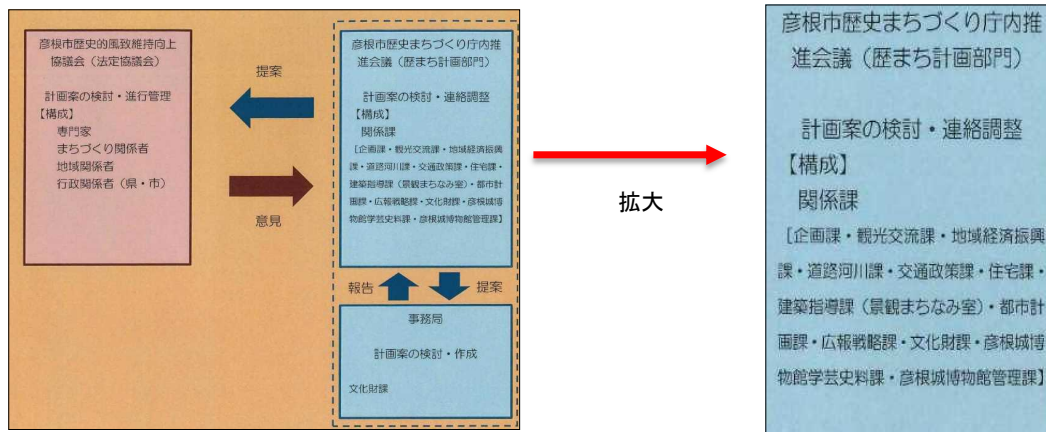 彦根市歴史的風致維持向上
協議会（法定協議会）
計画案の検討・進行管理
【構成】
専門家
まちづくり関係者
地域関係者
行政関係者（県・市）
提案
意見
彦根市歴史まちづくり庁内推
進会議（歴まち計画部門）
計画案の検討・連絡調整
【構成】
関係課
［企画課・観光交流課・地域経済振興
課・道路河川課・交通政策課・住宅課・
建築指導課（景観まちなみ室）・都市計
画課・広報戦略課・文化財課・彦根城博
物館学芸史料課・彦根城博物館管理課】
報告
提案
事務局
計画案の検討・作成
文化財課
拡大
彦根市歴史まちづくり庁内推
進会議（歴まち計画部門）
計画案の検討・連絡調整
【構成】
関係課
［企画課・観光交流課・地域経済振興
課・道路河川課・交通政策課・住宅課・
建築指導課（景観まちなみ室）・都市計
画課・広報戦略課・文化財課・彦根城博
物館学芸史料課・彦根城博物館管理課】